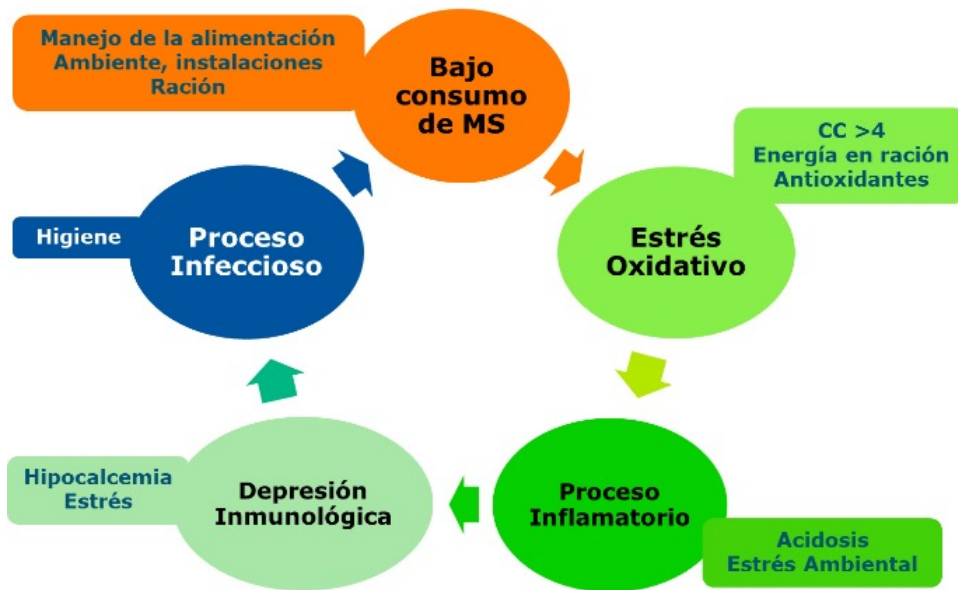 Manejo de la alimentación
Ambiente, instalaciones
Ración
Bajo
consumo
de MS
CC >4
Energía en ración
Antioxidantes
Estrés
Oxidativo
Proceso
Inflamatorio
Acidosis
Estrés Ambiental
Depresión
Inmunológica
Hipocalcemia
Estrés
Proceso
Infeccioso
Higiene